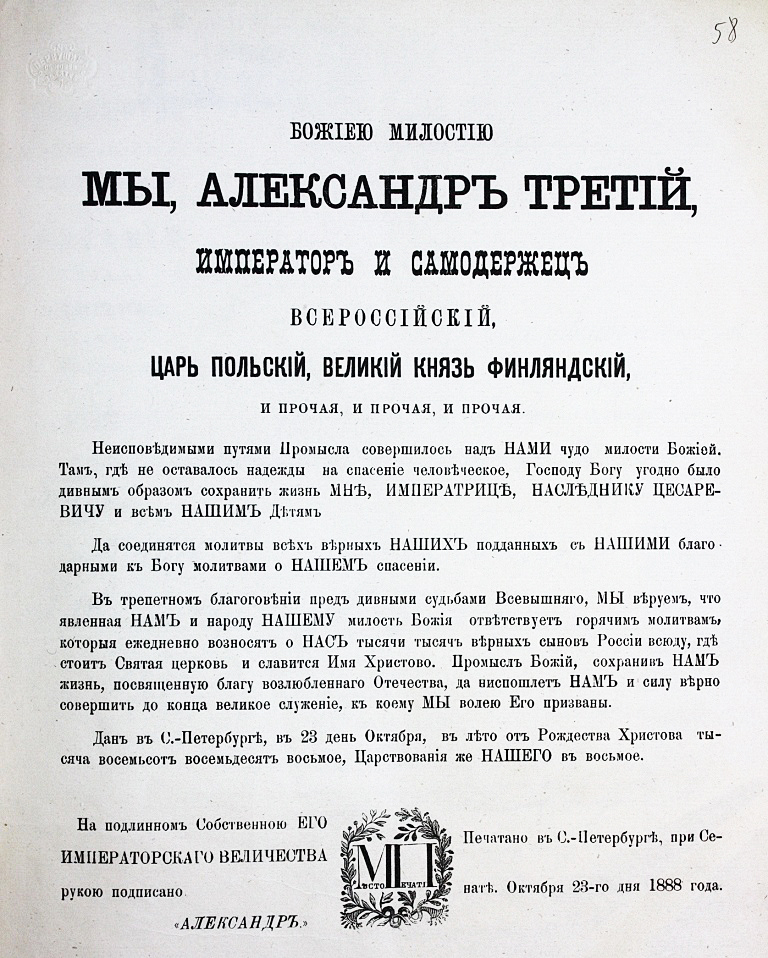 58
БОЖІЕЮ МИЛОСТІЮ
МЫ, АЛЕКСАНДРЪ ТРЕТІЙ,
ИМПЕРАТОРЪ И САМОДЕРЖЕЦЪ
ВСЕРОССІЙСКІЙ,
ЦАРЬ ПОЛЬСКІЙ, ВЕЛИКІЙ КНЯЗЬ ФИНЛЯНДСКІЙ,
И ПРОЧАЯ, И ПРОЧАЯ, И ПРОЧАЯ.
Неисповѣдимыми путями Промысла совершилось надъ НАМИ чудо милости Божіей.
Тамъ, гдѣ не оставалось надежды на спасеніе человѣческое, Господу Богу угодно было
дивнымъ образомъ сохранить жизнь МНѢ, ИМПЕРАТРИЦѢ, НАСЛѢДНИКУ ЦЕСАРЕ-
ВИЧУ и всѣмъ НАШИМЪ Дѣтямъ
Да соединятся молитвы всѣхъ вѣрныхъ НАШИХЪ подданныхъ съ НАШИМИ благо-
дарными къ Богу молитвами о НАШЕМЪ спасеніи.
Въ трепетномъ благоговѣніи предъ дивными судьбами Всевышняго, МЫ вѣруемъ, что
явленная НАМЪ и народу НАШЕМУ милость Божія отвѣтствуетъ горячимъ молитвамъ,
которыя ежедневно возносятъ о НАСЪ тысячи тысячъ вѣрныхъ сыновъ Россіи всюду, гдѣ
стоитъ Святая церковь и славится Имя Христово. Промыслъ Божій, сохранивъ НАМЪ
жизнь, посвященную благу возлюбленнаго Отечества, да ниспошлетъ НАМЪ и силу вѣрно
совершить до конца великое служеніе, къ коему МЫ волею Его призваны.
Данъ въ С.-Петербургѣ, въ 23 день Октября, въ лѣто отъ Рождества Христова ты-
сяча восемьсотъ восемьдесятъ восьмое, Царствованія же НАШЕГО въ восьмое.
На подлинномъ Собственною ЕГО
ИМПЕРАТОРСКАГО ВЕЛИЧЕСТВА
рукою подписано
«АЛЕКСАНДРЪ.»
МѢСТО ПЕЧАТИ
Печатано въ С.-Петербургѣ, при Се-
натѣ. Октября 23-го дня 1888 года.